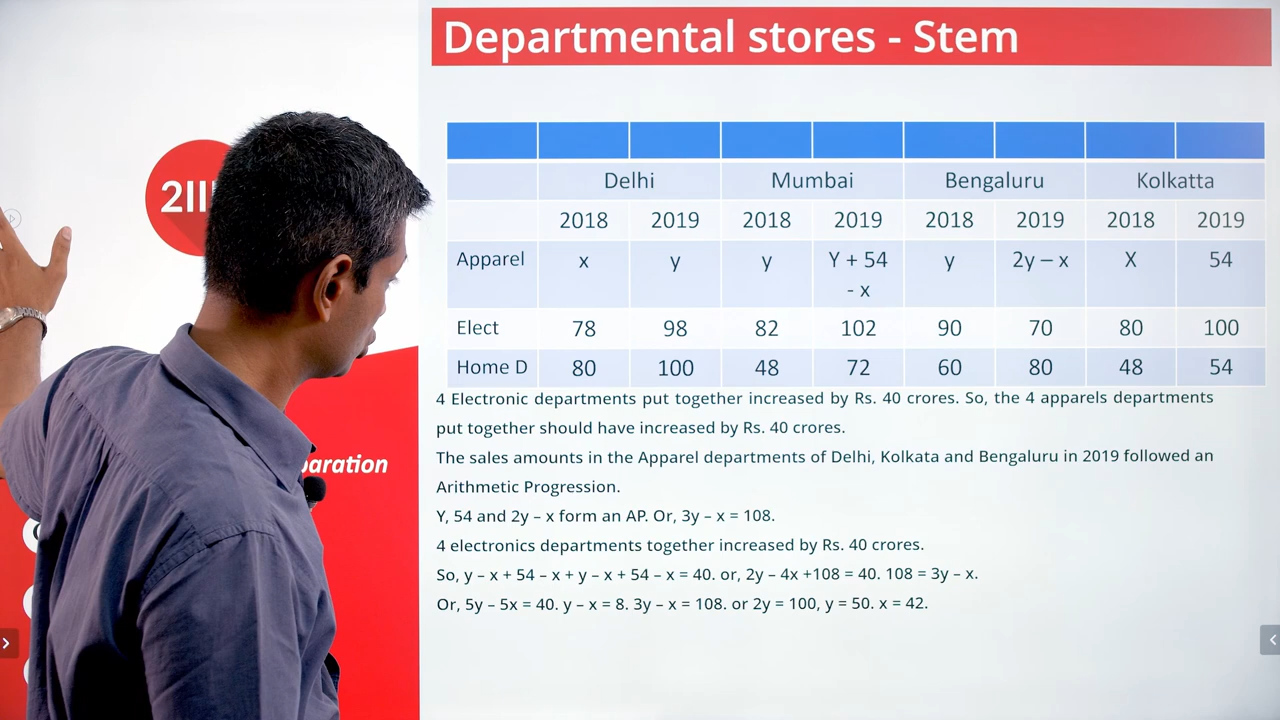 Departmental stores - Stem
2II
paration
Delhi Mumbai Bengaluru Kolkatta
2018 2019 2018 2019 2018 2019 2018 2019
Apparel x y y Y + 54 y 2y – x X 54
- x
Elect 78 98 82 102 90 70 80 100
Home D 80 100 48 72 60 80 48 54
4 Electronic departments put together increased by Rs. 40 crores. So, the 4 apparels departments
put together should have increased by Rs. 40 crores.
The sales amounts in the Apparel departments of Delhi, Kolkata and Bengaluru in 2019 followed an
Arithmetic Progression.
Y, 54 and 2y – x form an AP. Or, 3y – x = 108.
4 electronics departments together increased by Rs. 40 crores.
So, y – x + 54 – x + y – x + 54 – x = 40. or, 2y – 4x +108 = 40. 108 = 3y – x.
Or, 5y – 5x = 40. y – x = 8. 3y – x = 108. or 2y = 100, y = 50. x = 42.